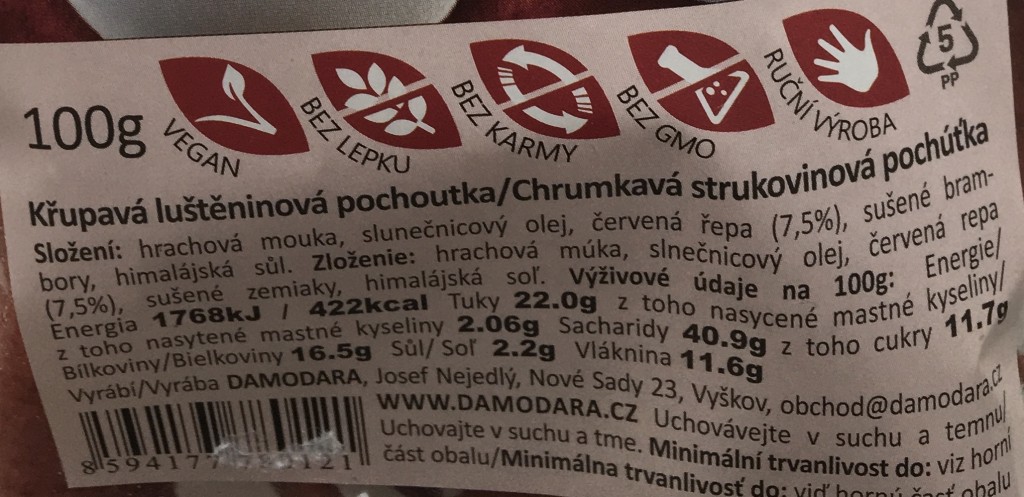 100g
VEGAN
BEZ LEPKU
BEZ KARMY
BEZ GMO
RUČNÍ VÝROBA
5
PP
Křupavá luštěninová pochoutka/Chrumkavá strukovinová pochúťka
Složení: hrachová mouka, slunečnicový olej, červená řepa (7,5%), sušené bram-
bory, himalájská sůl. Zloženie: hrachová múka, slnečnicový olej, červená repa
(7,5%), sušené zemiaky, himalájská soľ. Výživové údaje na 100g: Energie/
Energia 1768kJ / 422kcal Tuky 22.0g z toho nasycené mastné kyseliny/
z toho nasytené mastné kyseliny 2.06g Sacharidy 40.9g z toho cukry 11.7g
Bílkoviny/Bielkoviny 16.5g Sůl/ Soľ 2.2g Vláknina 11.6g
Vyrábí/Vyrába DAMODARA, Josef Nejedlý, Nové Sady 23, Vyškov, obchod@damodara.cz
WWW.DAMODARA.CZ Uchovávejte v suchu a temnu/
Uchovajte v suchu a tme. Minimální trvanlivost do: viz horní
část obalu/Minimálna trvanlivosť do: viď hornú časť obalu
8 594177 121